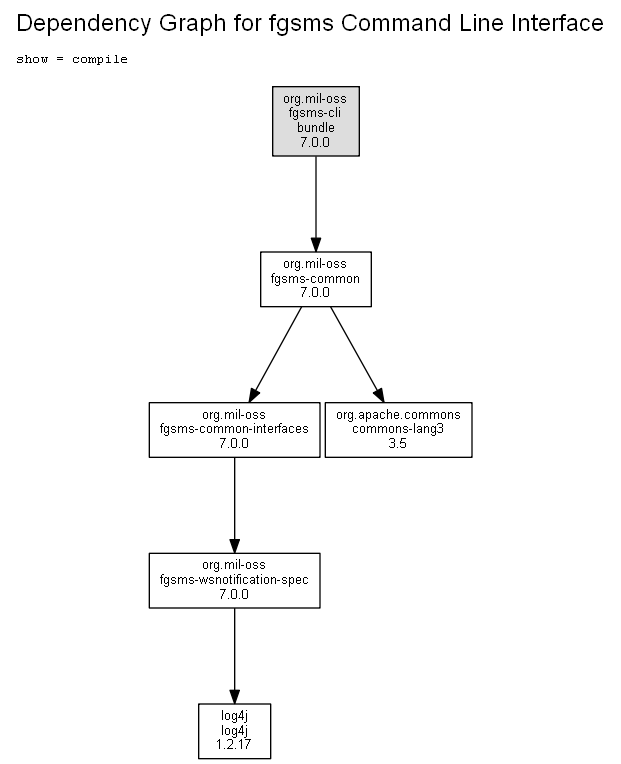 Dependency Graph for fgsms Command Line Interface
show = compile
org.mil-oss
fgsms-cli
bundle
7.0.0
org.mil-oss
fgsms-common
7.0.0
org.mil-oss
fgsms-common-interfaces
7.0.0
org.apache.commons
commons-lang3
3.5
org.mil-oss
fgsms-wsnotification-spec
7.0.0
log4j
log4j
1.2.17